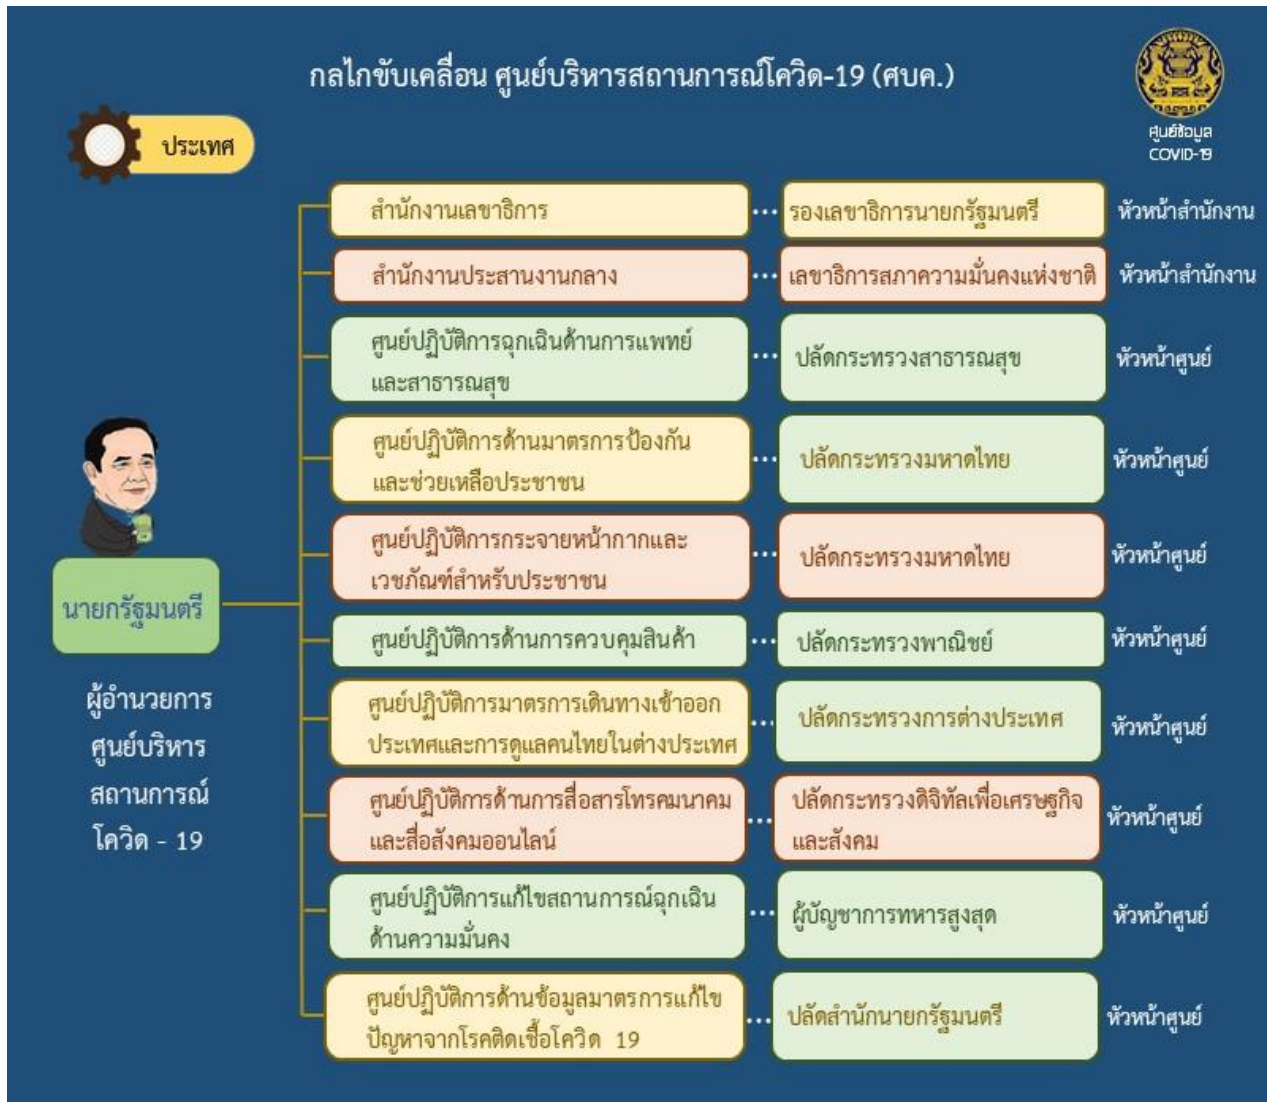 กลไกขับเคลื่อน ศูนย์บริหารสถานการณ์โควิด-19 (ศบค.)
ศูนย์ข้อมูล
COVID-19
ประเทศ
สำนักงานเลขาธิการ ... รองเลขาธิการนายกรัฐมนตรี หัวหน้าสำนักงาน
สำนักงานประสานงานกลาง ... เลขาธิการสภาความมั่นคงแห่งชาติ หัวหน้าสำนักงาน
ศูนย์ปฏิบัติการฉุกเฉินด้านการแพทย์
และสาธารณสุข
... ปลัดกระทรวงสาธารณสุข หัวหน้าศูนย์
ศูนย์ปฏิบัติการด้านมาตรการป้องกัน
และช่วยเหลือประชาชน
... ปลัดกระทรวงมหาดไทย หัวหน้าศูนย์
ศูนย์ปฏิบัติการกระจายหน้ากากและ
เวชภัณฑ์สำหรับประชาชน
... ปลัดกระทรวงมหาดไทย หัวหน้าศูนย์
ศูนย์ปฏิบัติการด้านการควบคุมสินค้า ... ปลัดกระทรวงพาณิชย์ หัวหน้าศูนย์
ศูนย์ปฏิบัติการมาตรการเดินทางเข้าออก
ประเทศและการดูแลคนไทยในต่างประเทศ
... ปลัดกระทรวงการต่างประเทศ หัวหน้าศูนย์
ศูนย์ปฏิบัติการด้านการสื่อสารโทรคมนาคม
และสื่อสังคมออนไลน์
... ปลัดกระทรวงดิจิทัลเพื่อเศรษฐกิจ
และสังคม
หัวหน้าศูนย์
ศูนย์ปฏิบัติการแก้ไขสถานการณ์ฉุกเฉิน
ด้านความมั่นคง
... ผู้บัญชาการทหารสูงสุด หัวหน้าศูนย์
ศูนย์ปฏิบัติการด้านข้อมูลมาตรการแก้ไข
ปัญหาจากโรคติดเชื้อโควิด 19
... ปลัดสำนักนายกรัฐมนตรี หัวหน้าศูนย์
นายกรัฐมนตรี
ผู้อำนวยการ
ศูนย์บริหาร
สถานการณ์
โควิด - 19